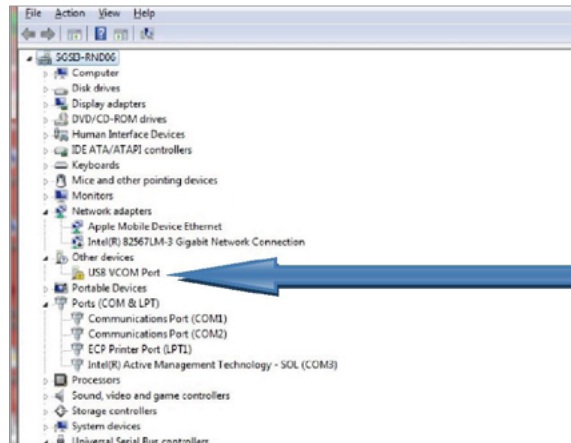 File Action View Help
SGSI3-RND06
Computer
Disk drives
Display adapters
DVD/CD-ROM drives
Human Interface Devices
IDE ATA/ATAPI controllers
Keyboards
Mice and other pointing devices
Monitors
Network adapters
Apple Mobile Device Ethernet
Intel(R) 82567LM-3 Gigabit Network Connection
Other devices
USB VCOM Port
Portable Devices
Ports (COM & LPT)
Communications Port (COM1)
Communications Port (COM2)
ECP Printer Port (LPT1)
Intel(R) Active Management Technology - SOL (COM3)
Processors
Sound, video and game controllers
Storage controllers
System devices
Universal Serial Bus controllers